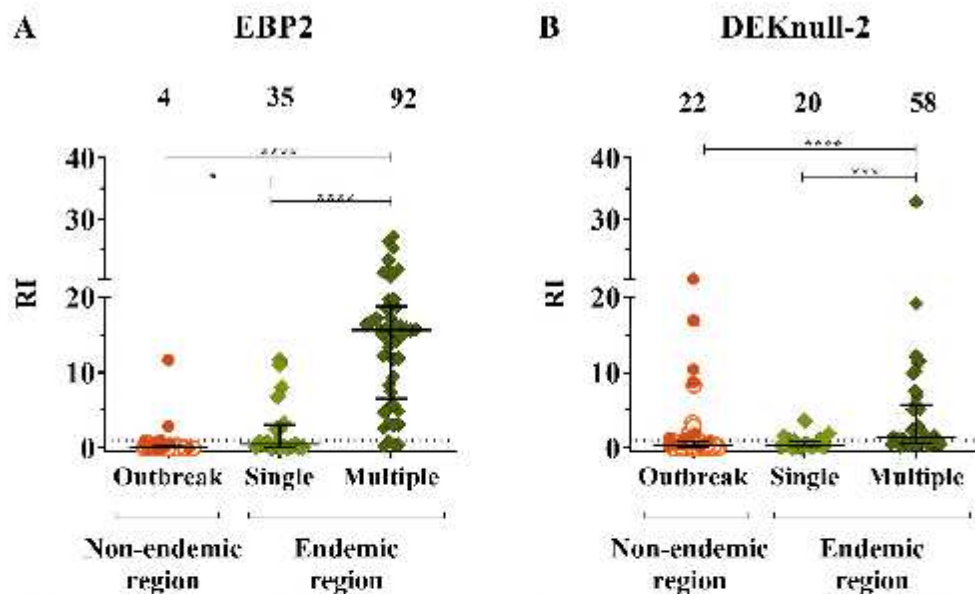 A EBP2
4 35 92
****
*
****
40
30
20
10
0
RI
Outbreak Single Multiple
Non-endemic Endemic
region region
B DEKnull-2
22 20 58
****
***
40
30
20
10
0
RI
Outbreak Single Multiple
Non-endemic Endemic
region region